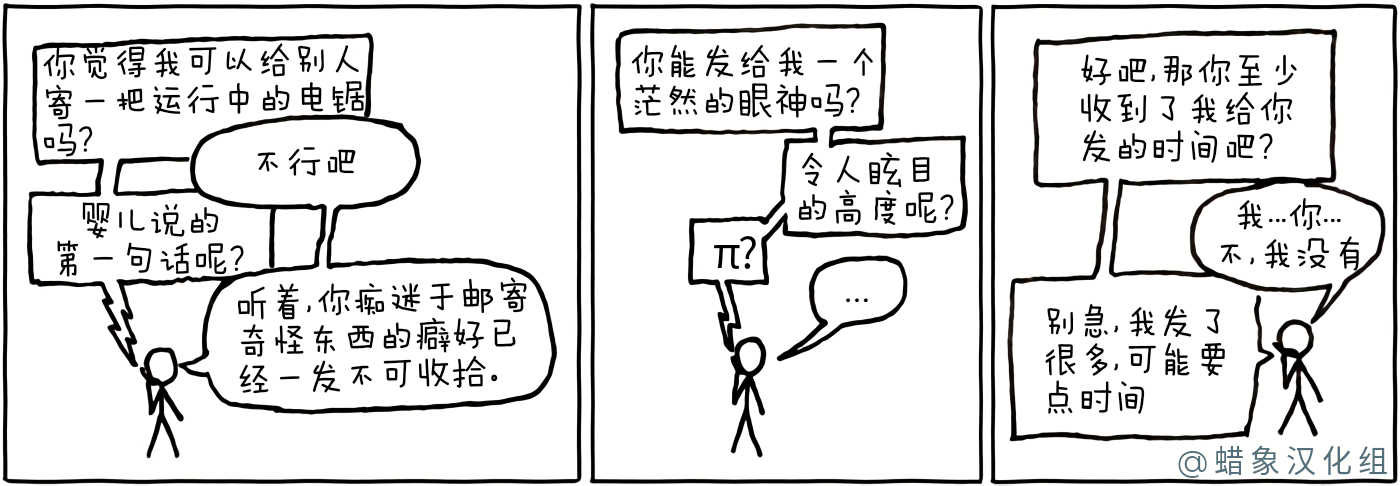 你觉得我可以给别人
寄一把运行中的电锯
吗?
不行吧
婴儿说的
第一句话呢?
听着,你痴迷于邮寄
奇怪东西的癖好已
经一发不可收拾.
你能发给我一个
茫然的眼神吗?
令人眩目
的高度呢?
π?
...
好吧,那你至少
收到了我给你
发的时间吧?
我...你...
不,我没有
别急,我发了
很多,可能要
点时间
@蜡象汉化组